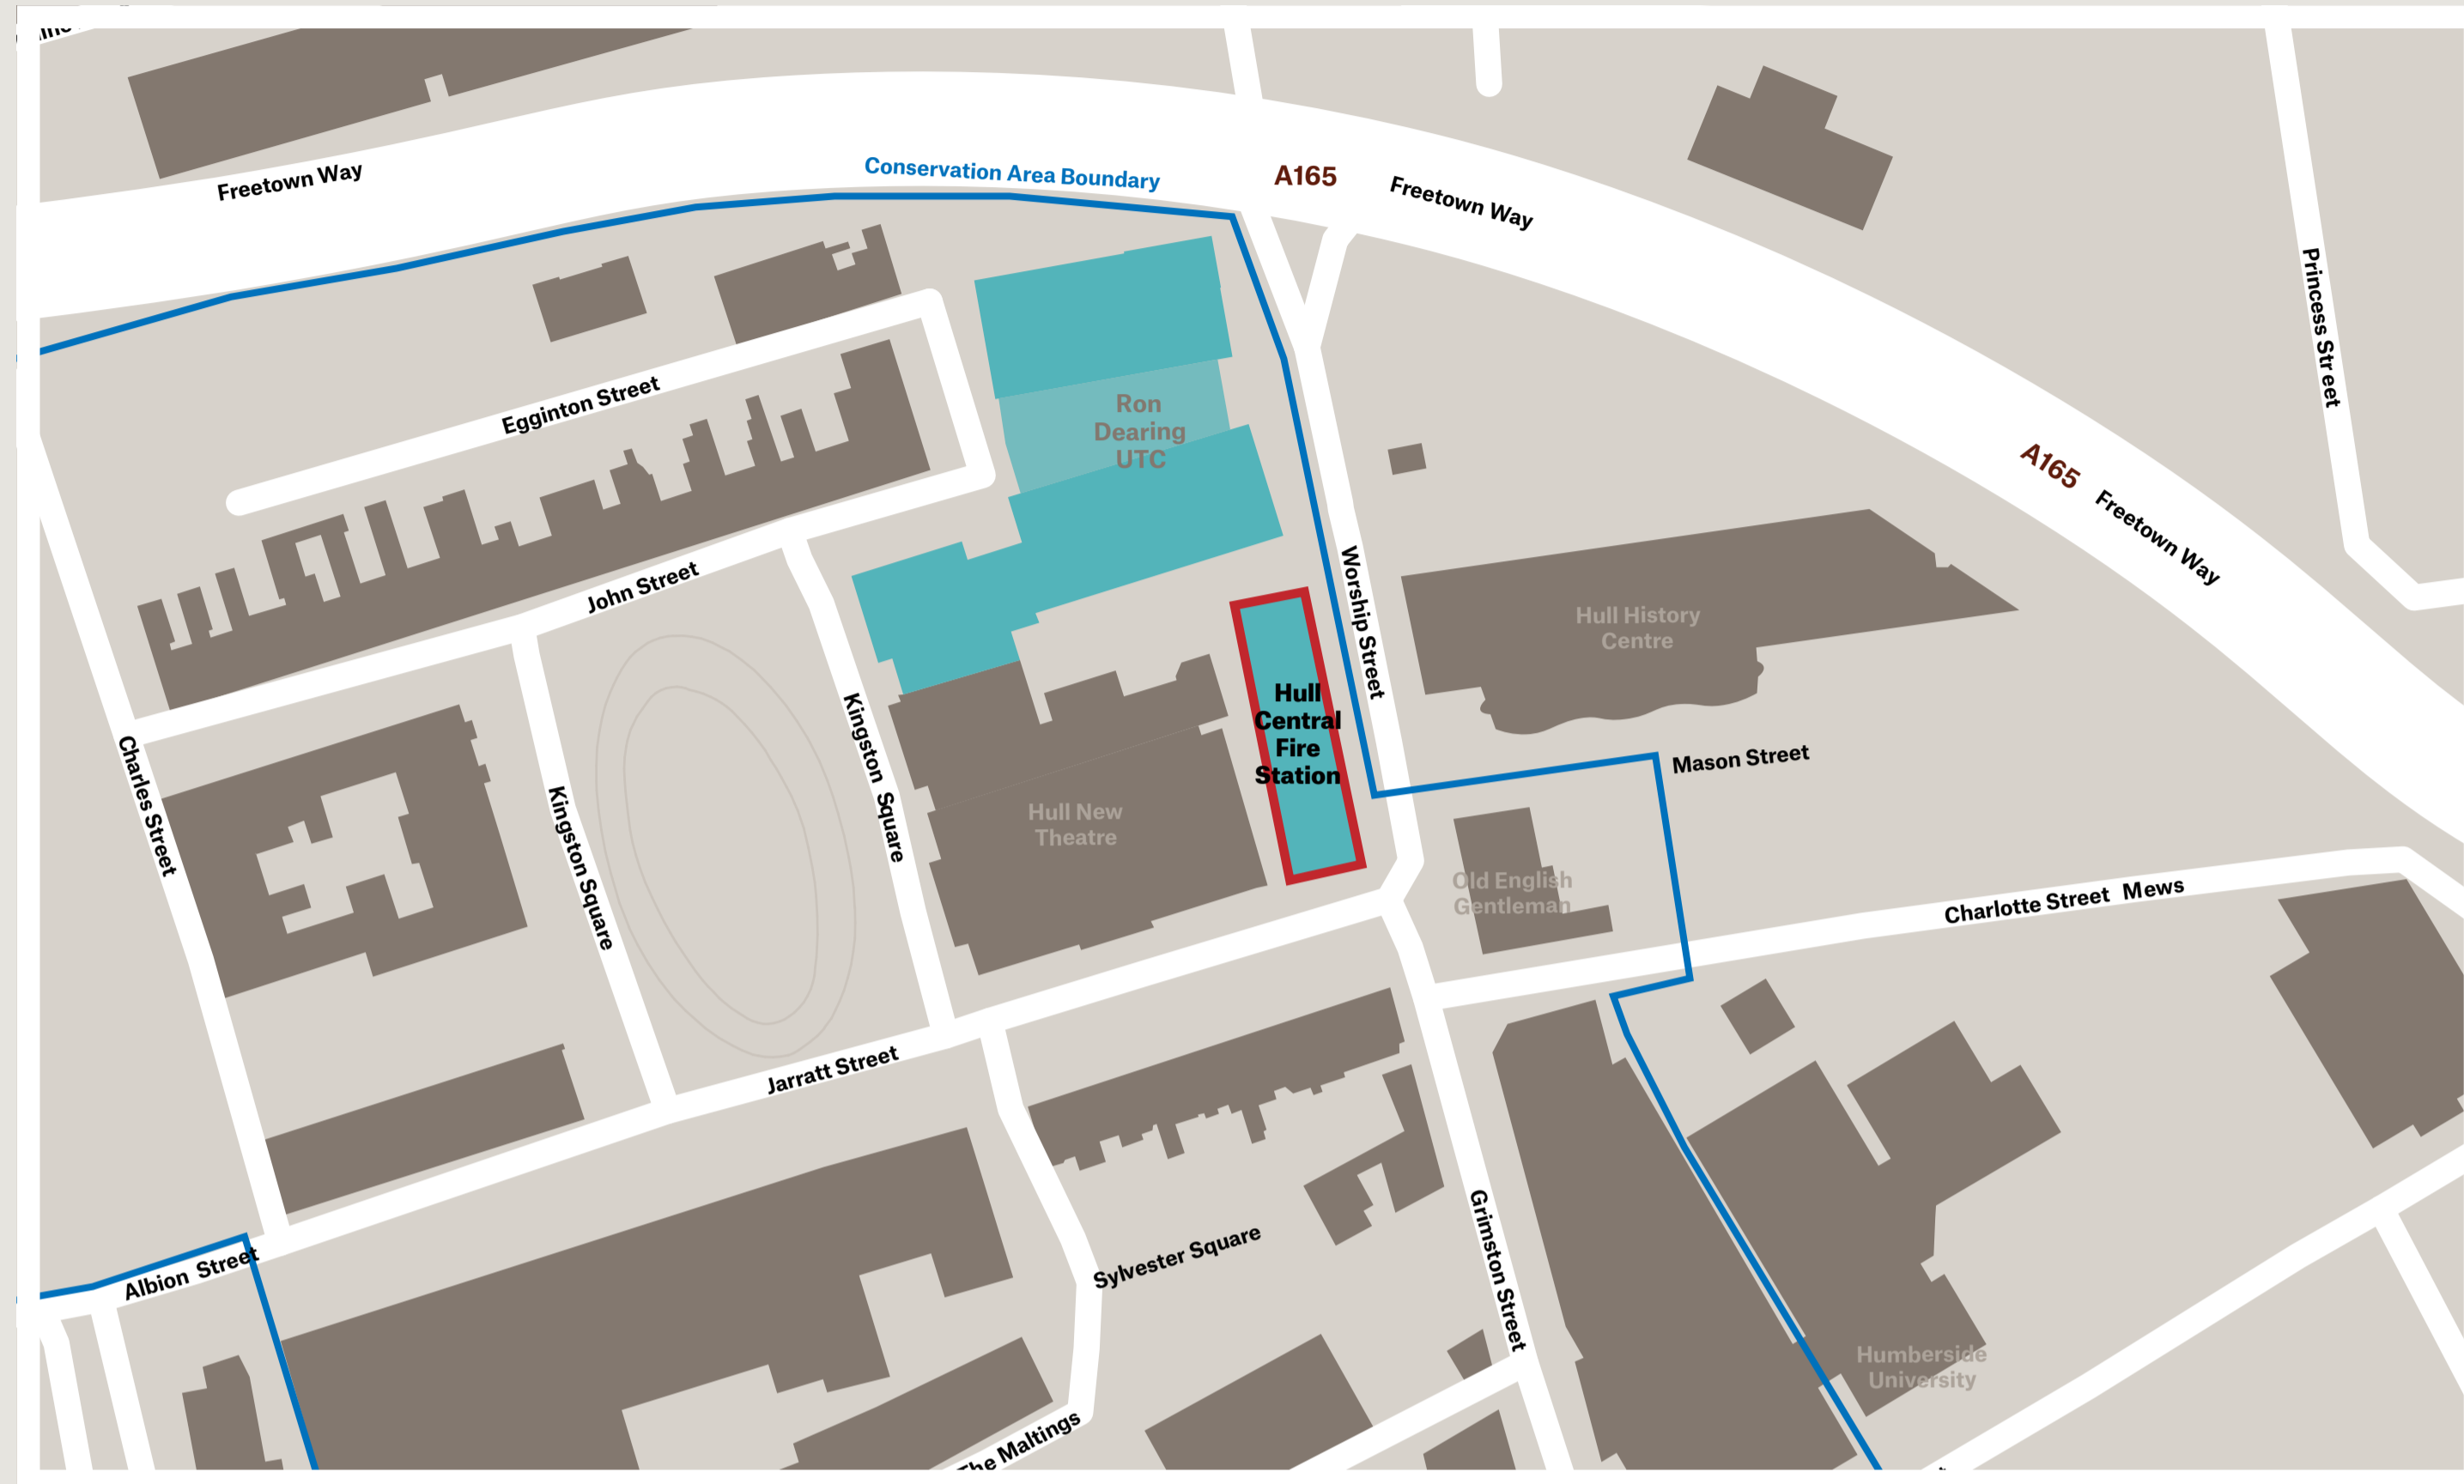 Freetown Way
Conservation Area Boundary
A165
Freetown Way
Princess Street
Egginton Street
Ron
Dearing
UTC
A165
Freetown Way
John Street
Worship Street
Hull History
Centre
Kingston Square
Hull
Central
Fire
Station
Charles Street
Mason Street
Kingston Square
Hull New
Theatre
Old English
Gentleman
Charlotte Street Mews
Jarratt Street
Albion Street
Sylvester Square
Grimston Street
Humberside
University
The Maltings